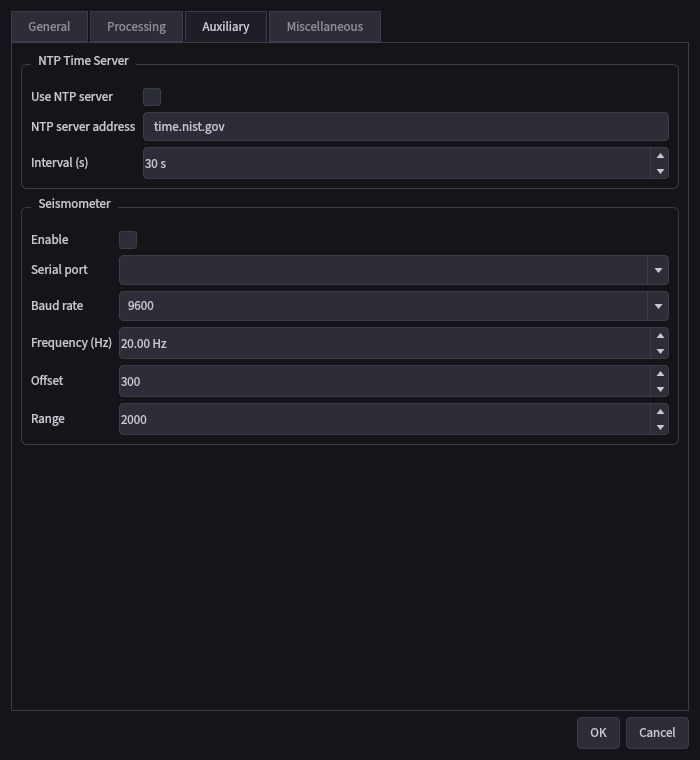 General Processing Auxiliary Miscellaneous
NTP Time Server
Use NTP server
NTP server address time.nist.gov
Interval (s) 30 s
Seismometer
Enable
Serial port
Baud rate 9600
Frequency (Hz) 20.00 Hz
Offset 300
Range 2000
OK Cancel